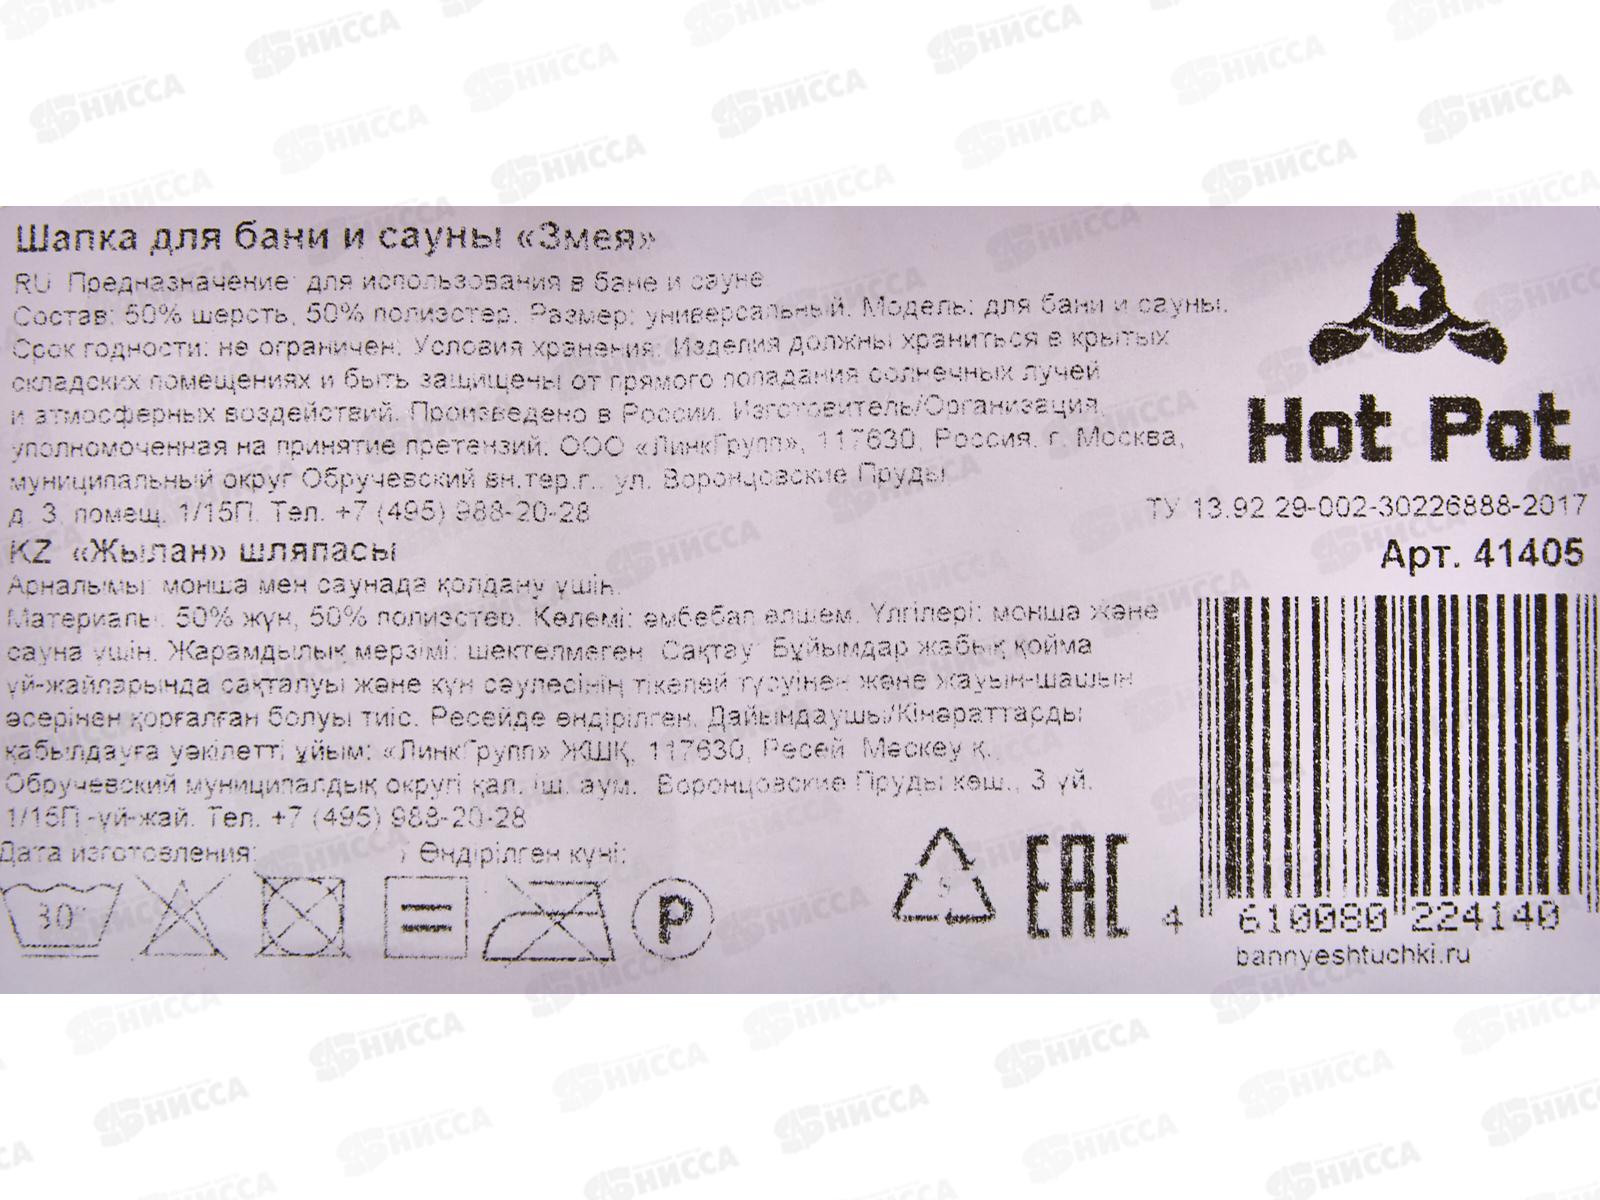 Шапка для бани и сауны «Змея»
RU Предназначение: для использования в бане и сауне.
Состав: 50% шерсть, 50% полиэстер. Размер: универсальный. Модель: для бани и сауны.
Срок годности: не ограничен. Условия хранения: Изделия должны храниться в крытых
складских помещениях и быть защищены от прямого попадания солнечных лучей
и атмосферных воздействий. Произведено в России. Изготовитель/Организация,
уполномоченная на принятие претензий: ООО «ЛинкГрупп», 117630, Россия, г. Москва,
муниципальный округ Обручевский вн.тер.г., ул. Воронцовские Пруды
д. 3, помещ. 1/15П. Тел. +7 (495) 988-20-28
KZ «Жылан» шляпасы
Арналымы: монша мен саунада қолдану үшін.
Материалы: 50% жүн, 50% полиэстер. Көлемі: әмбебап өлшем. Үлгілері: монша және
сауна үшін. Жарамдылық мерзімі: шектелмеген. Сақтау: Бұйымдар жабық қойма
үй-жайларында сақталуы және күн сәулесінің тікелей түсуінен және жауын-шашын
әсерінен қорғалған болуы тиіс. Ресейде өндірілген. Дайындаушы/Кінәраттарды
қабылдауға уәкілетті ұйым: «ЛинкГрупп» ЖШҚ, 117630, Ресей, Мәскеу қ.,
Обручевский муниципалдық округі қал. іш. аум. Воронцовские Пруды көш., 3 үй.
1/15П-үй-жай. Тел. +7 (495) 988-20-28
Дата изготовления: / Өндірілген күні:
30°
P
5
EAC
Hot Pot
ТУ 13.92.29-002-30226888-2017
Арт. 41405
4 610080 224140
bannyeshtuchki.ru
НИССА